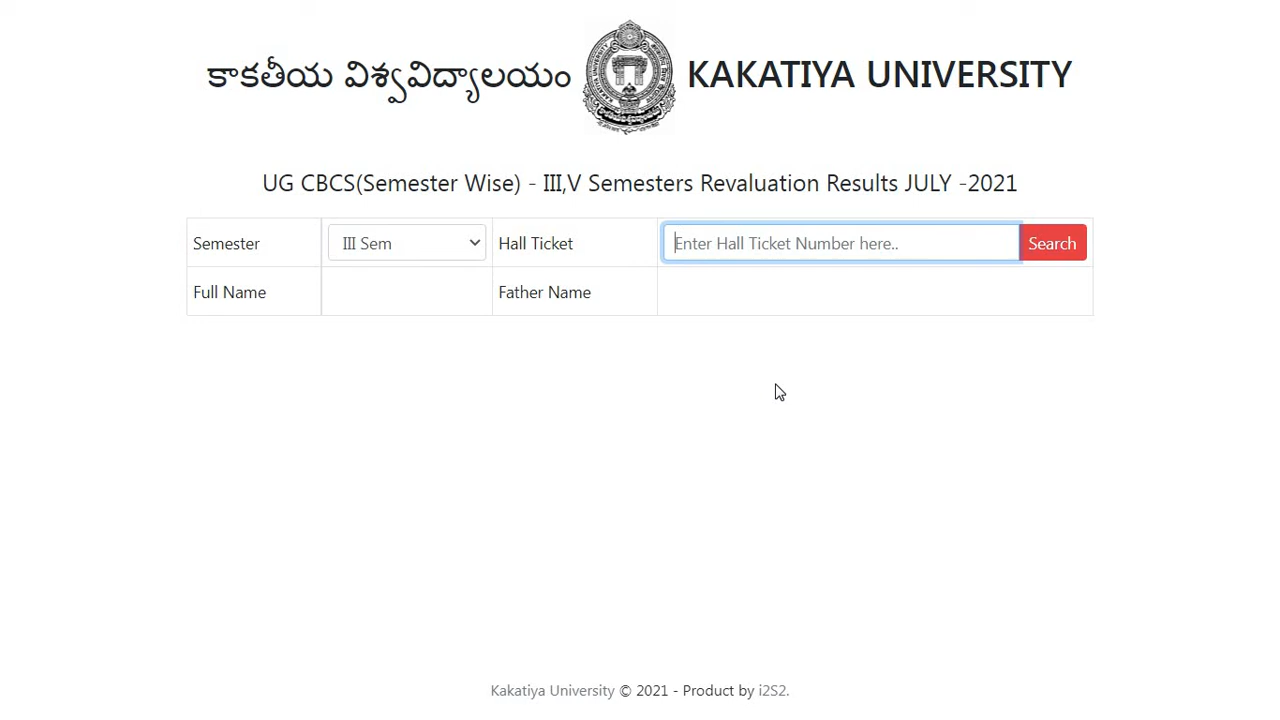 కాకతీయ విశ్వవిద్యాలయం KAKATIYA UNIVERSITY
UG CBCS(Semester Wise) - III,V Semesters Revaluation Results JULY -2021
Semester III Sem Hall Ticket Enter Hall Ticket Number here.. Search
Full Name Father Name
Kakatiya University © 2021 - Product by i2S2.